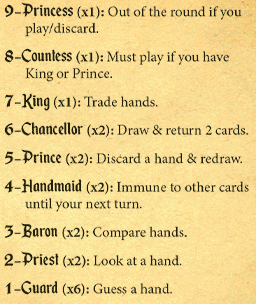 9-Princess (x1): Out of the round if you
play/discard.
8-Countess (x1): Must play if you have
King or Prince.
7-King (x1): Trade hands.
6-Chancellor (x2): Draw & return 2 cards.
5-Prince (x2): Discard a hand & redraw.
4-Handmaid (x2): Immune to other cards
until your next turn.
3-Baron (x2): Compare hands.
2-Priest (x2): Look at a hand.
1-Guard (x6): Guess a hand.